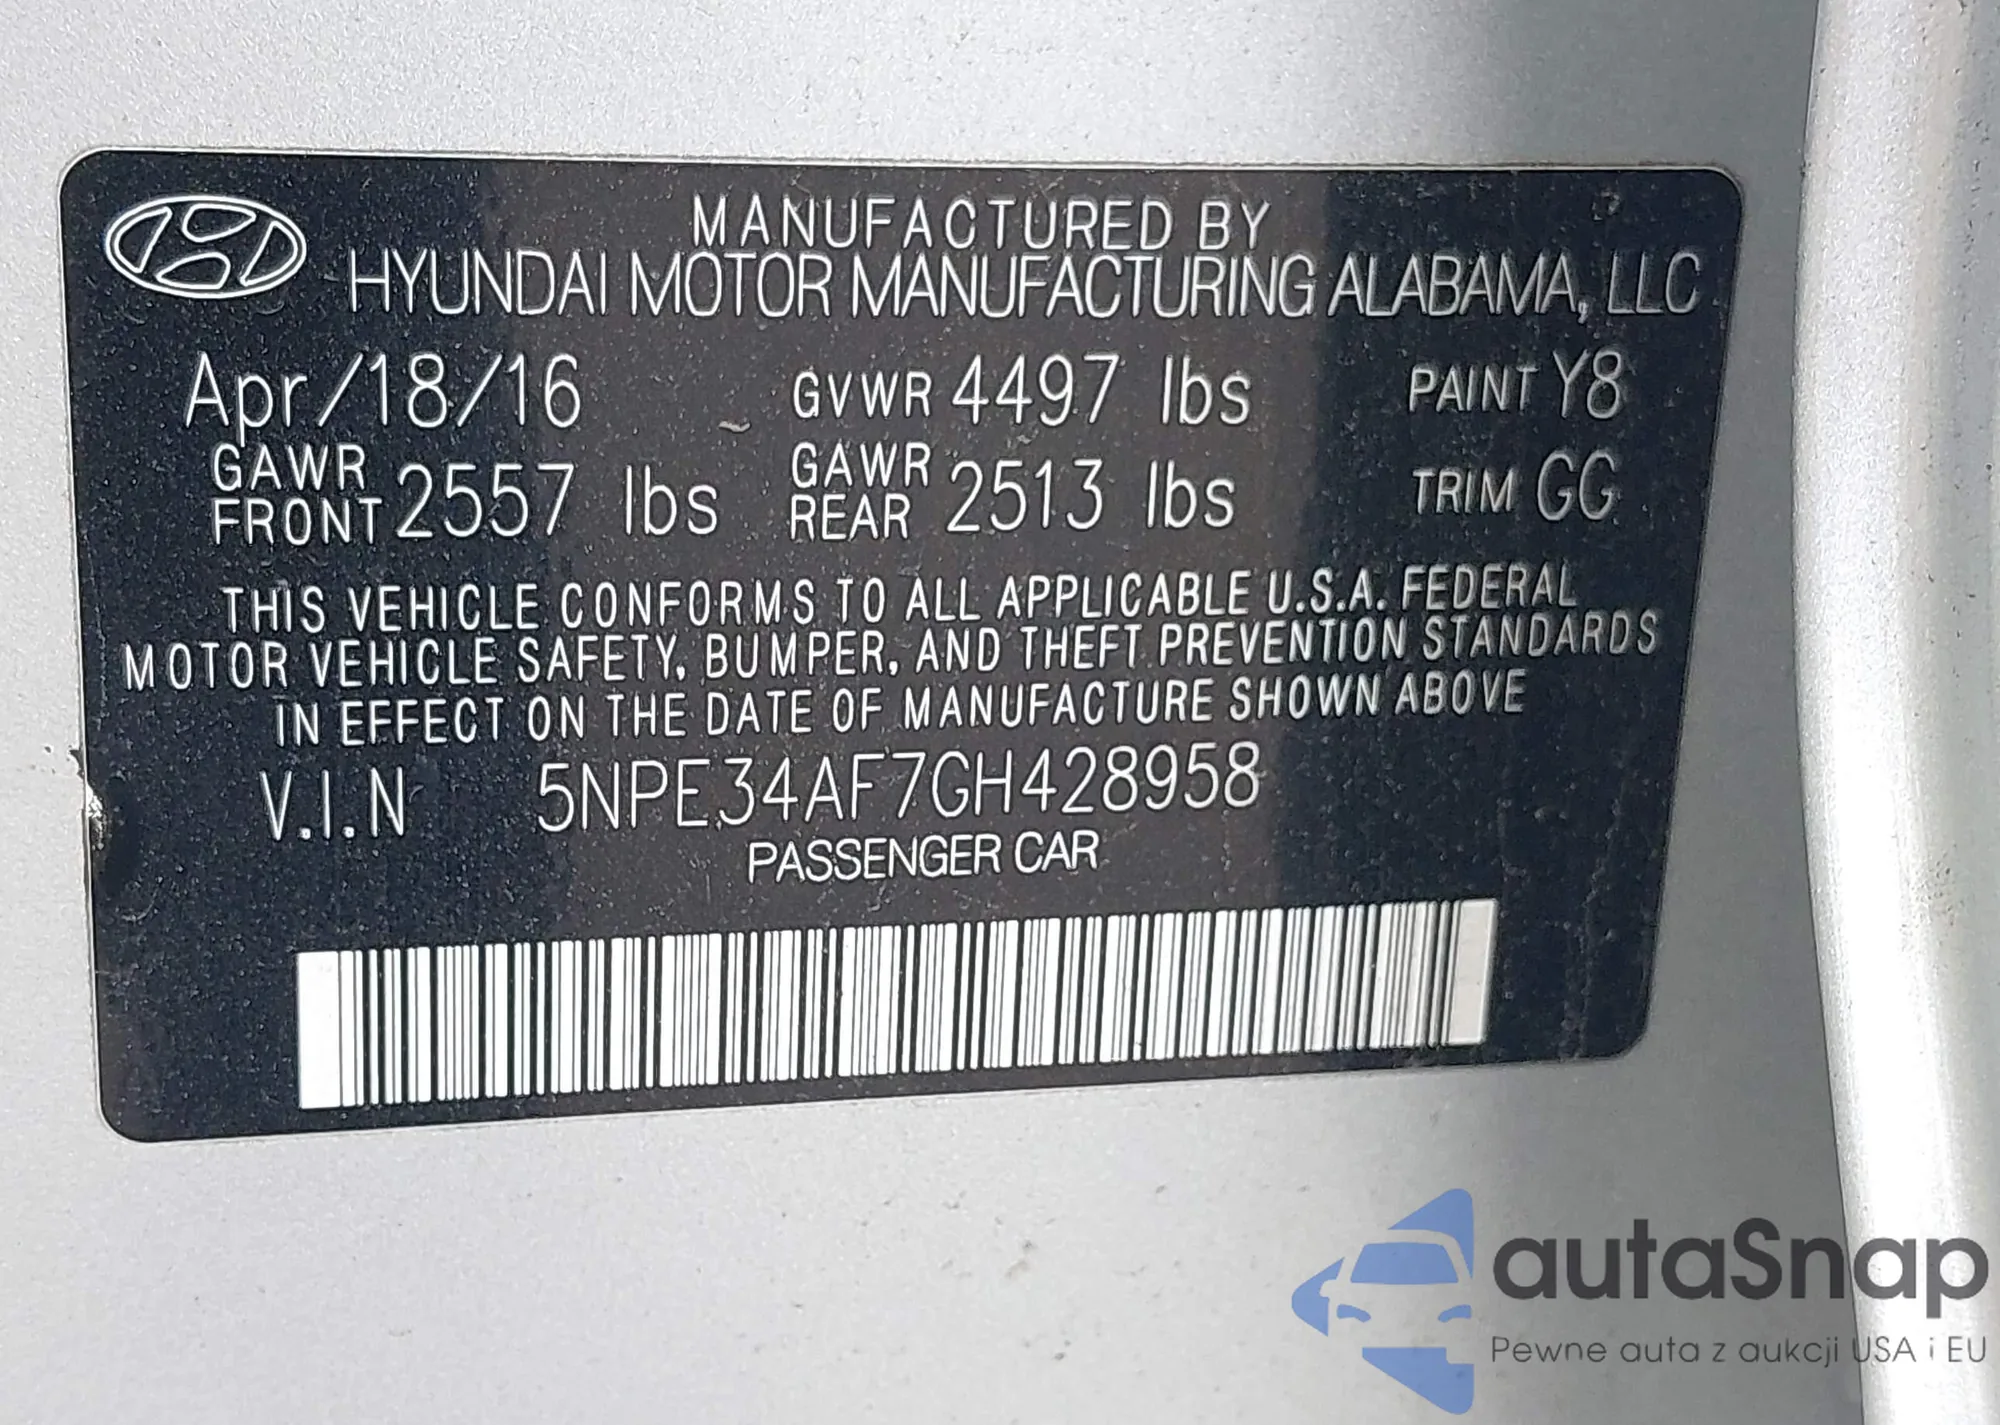 MANUFACTURED BY
HYUNDAI MOTOR MANUFACTURING ALABAMA, LLC
Apr/18/16 GVWR 4497 lbs PAINT Y8
GAWR FRONT 2557 lbs GAWR REAR 2513 lbs TRIM GG
THIS VEHICLE CONFORMS TO ALL APPLICABLE U.S.A. FEDERAL
MOTOR VEHICLE SAFETY, BUMPER, AND THEFT PREVENTION STANDARDS
IN EFFECT ON THE DATE OF MANUFACTURE SHOWN ABOVE
V.I.N 5NPE34AF7GH428958
PASSENGER CAR
autaSnap
Pewne auta z aukcji USA i EU